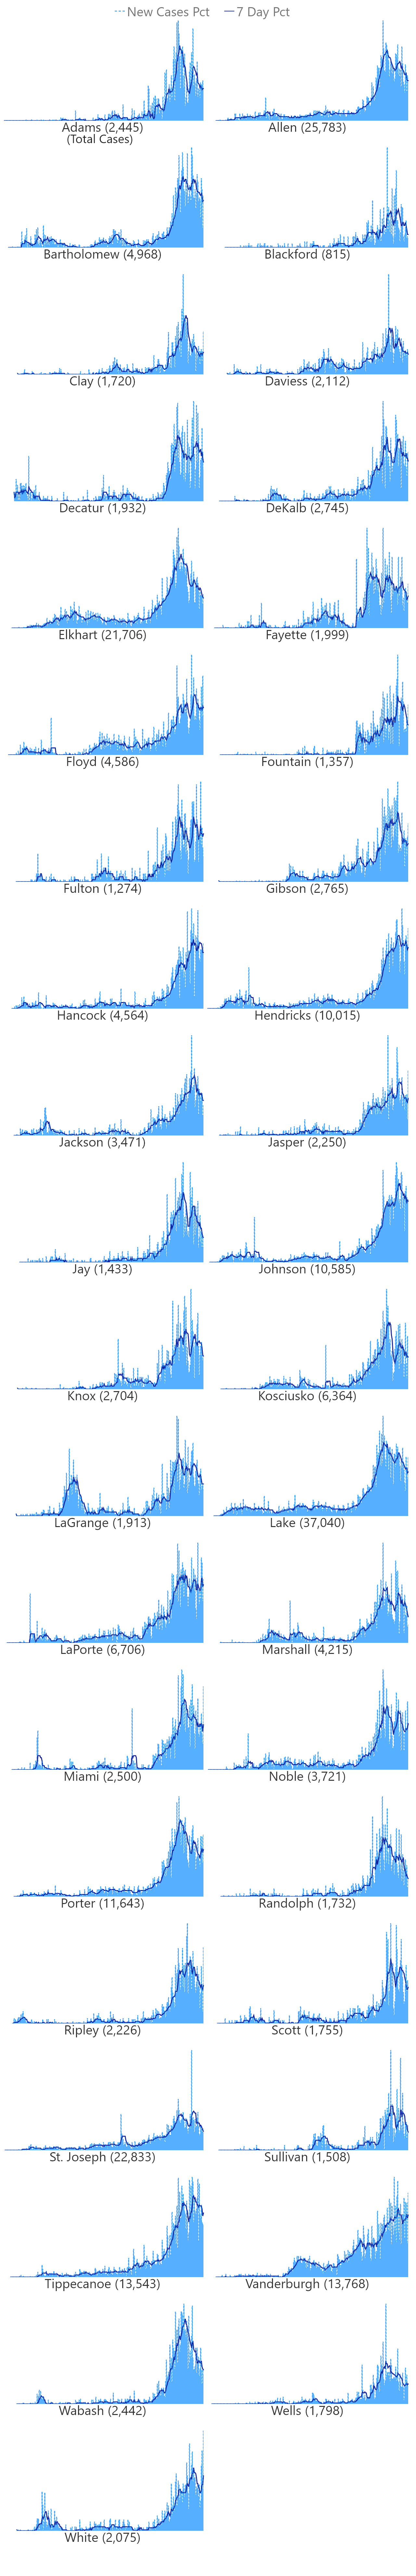 New Cases Pct 7 Day Pct
Adams (2,445) Allen (25,783)
(Total Cases)
Bartholomew (4,968) Blackford (815)
Clay (1,720) Daviess (2,112)
Decatur (1,932) DeKalb (2,745)
Elkhart (21,706) Fayette (1,999)
Floyd (4,586) Fountain (1,357)
Fulton (1,274) Gibson (2,765)
Hancock (4,564) Hendricks (10,015)
Jackson (3,471) Jasper (2,250)
Jay (1,433) Johnson (10,585)
Knox (2,704) Kosciusko (6,364)
LaGrange (1,913) Lake (37,040)
LaPorte (6,706) Marshall (4,215)
Miami (2,500) Noble (3,721)
Porter (11,643) Randolph (1,732)
Ripley (2,226) Scott (1,755)
St. Joseph (22,833) Sullivan (1,508)
Tippecanoe (13,543) Vanderburgh (13,768)
Wabash (2,442) Wells (1,798)
White (2,075)